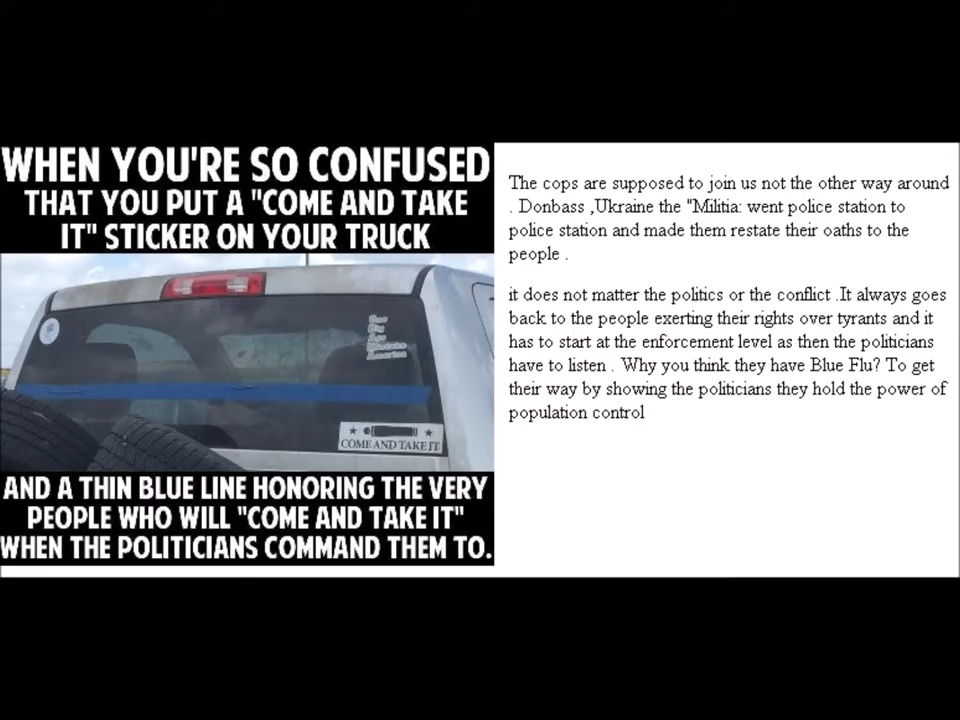 WHEN YOU'RE SO CONFUSED
THAT YOU PUT A "COME AND TAKE
IT" STICKER ON YOUR TRUCK
COME AND TAKE IT
AND A THIN BLUE LINE HONORING THE VERY
PEOPLE WHO WILL "COME AND TAKE IT"
WHEN THE POLITICIANS COMMAND THEM TO.
The cops are supposed to join us not the other way around
. Donbass ,Ukraine the "Militia: went police station to
police station and made them restate their oaths to the
people .
it does not matter the politics or the conflict .It always goes
back to the people exerting their rights over tyrants and it
has to start at the enforcement level as then the politicians
have to listen . Why you think they have Blue Flu? To get
their way by showing the politicians they hold the power of
population control